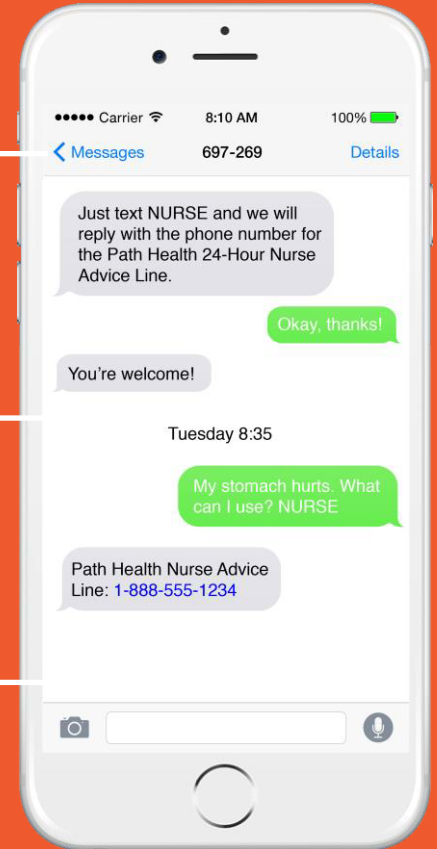 Carrier 8:10 AM 100%
Messages 697-269 Details
Just text NURSE and we will
reply with the phone number for
the Path Health 24-Hour Nurse
Advice Line.
Okay, thanks!
You're welcome!
Tuesday 8:35
My stomach hurts. What
can I use? NURSE
Path Health Nurse Advice
Line: 1-888-555-1234